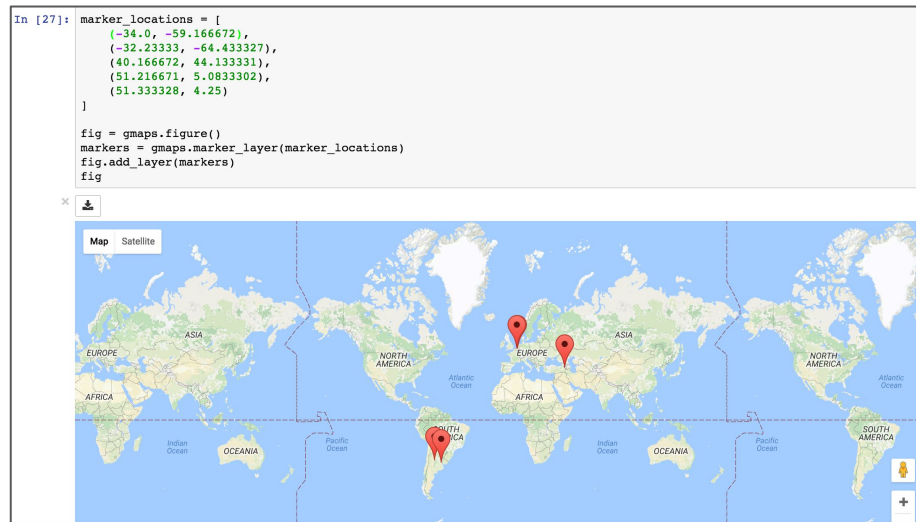 In [27]: marker_locations = [
(-34.0, -59.166672),
(-32.23333, -64.433327),
(40.166672, 44.133331),
(51.216671, 5.0833302),
(51.333328, 4.25)
]
fig = gmaps.figure()
markers = gmaps.marker_layer(marker_locations)
fig.add_layer(markers)
fig
×
Map Satellite
ASIA
EUROPE
NORTH
AMERICA
Atlantic
Ocean
AFRICA
Indian
Ocean
OCEANIA
Pacific
Ocean
ASIA
EUROPE
AFRICA
Indian
Ocean
OCEANIA
Pacific
Ocean
NORTH
AMERICA
Atlantic
Ocean
SOUTH
AMERICA
+